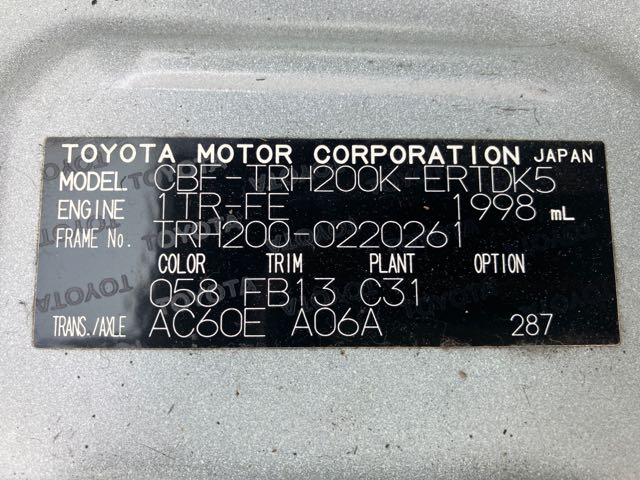 TOYOTA MOTOR CORPORATION JAPAN
MODEL CBF-TRH200K-ERTDK5
ENGINE 1TR-FE 1998 mL
FRAME No. TRH200-0220261
COLOR TRIM PLANT OPTION
058 FB13 C31
TRANS./AXLE AC60E A06A 287